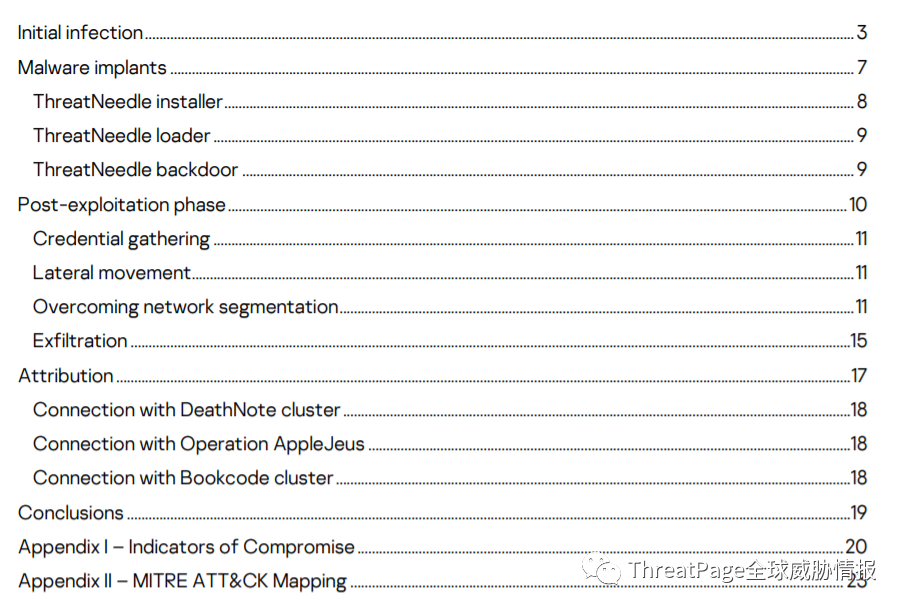 Initial infection 3
Malware implants 7
ThreatNeedle installer 8
ThreatNeedle loader 9
ThreatNeedle backdoor 9
Post-exploitation phase 10
Credential gathering 11
Lateral movement 11
Overcoming network segmentation 11
Exfiltration 15
Attribution 17
Connection with DeathNote cluster 18
Connection with Operation AppleJeus 18
Connection with Bookcode cluster 18
Conclusions 19
Appendix I – Indicators of Compromise 20
Appendix II – MITRE ATT&CK Mapping 23
ThreatPage全球威胁情报